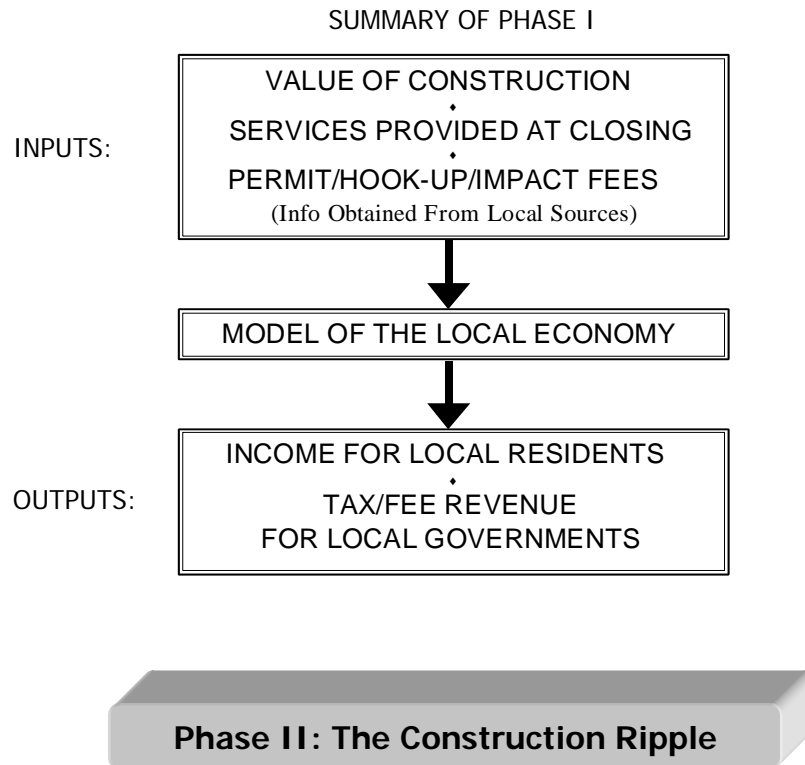 SUMMARY OF PHASE I
VALUE OF CONSTRUCTION
SERVICES PROVIDED AT CLOSING
INPUTS:
PERMIT/HOOK-UP/IMPACT FEES
(Info Obtained From Local Sources)
MODEL OF THE LOCAL ECONOMY
INCOME FOR LOCAL RESIDENTS
OUTPUTS:
TAX/FEE REVENUE
FOR LOCAL GOVERNMENTS
Phase II: The Construction Ripple